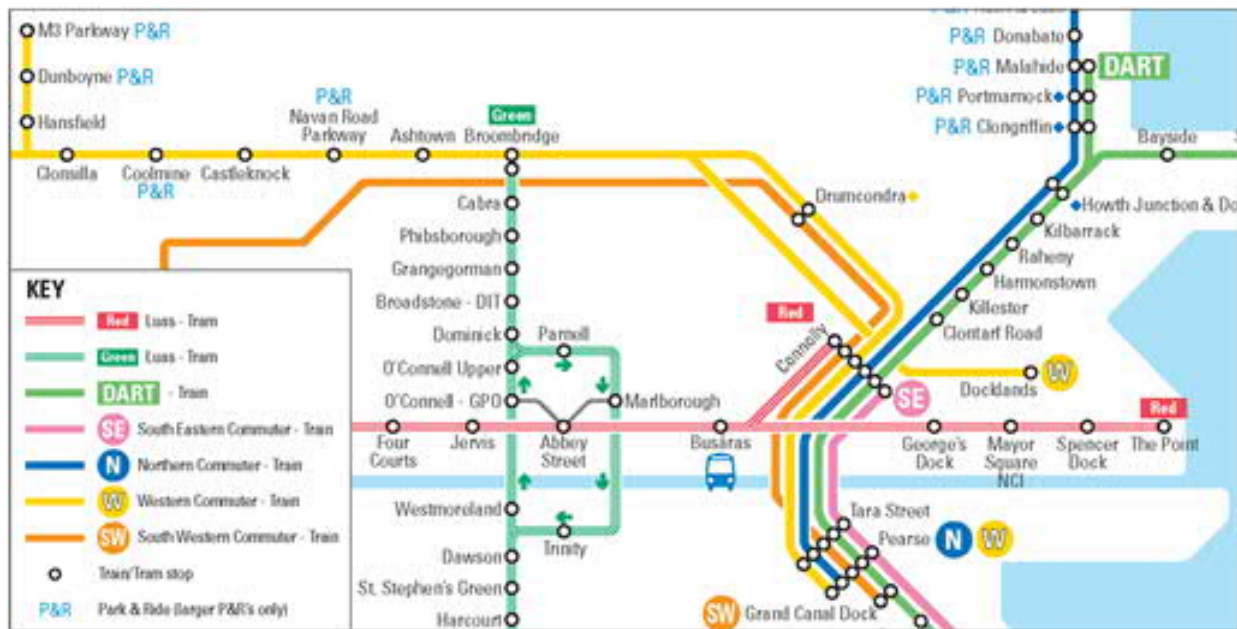 M3 Parkway P&R
Dunboyne P&R
Hansfield
Clonsilla
Coolmine
P&R
Castleknock
P&R
Navan Road
Parkway
Ashtown
Green
Broombridge
Cabra
Phibsborough
Grangegorman
Broadstone - DIT
Dominick
Parnell
O'Connell Upper
O'Connell - GPO
Marlborough
Four
Courts
Jervis
Abbey
Street
Busáras
Westmoreland
Trinity
Dawson
St. Stephen's Green
Harcourt
P&R Donabate
P&R Malahide
DART
P&R Portmarnock
P&R Clongriffin
Bayside
Drumcondra
Howth Junction & Do
Kilbarrack
Raheny
Harmonstown
Killester
Clontarf Road
Red
Connolly
SE
Docklands
W
Red
George's
Dock
Mayor
Square
NCI
Spencer
Dock
The Point
Tara Street
Pearse
N
W
SW
Grand Canal Dock
KEY
Red Luas - Tram
Green Luas - Tram
DART - Train
SE South Eastern Commuter - Train
N Northern Commuter - Train
W Western Commuter - Train
SW South Western Commuter - Train
Train/Tram stop
P&R Park & Ride (larger P&R's only)